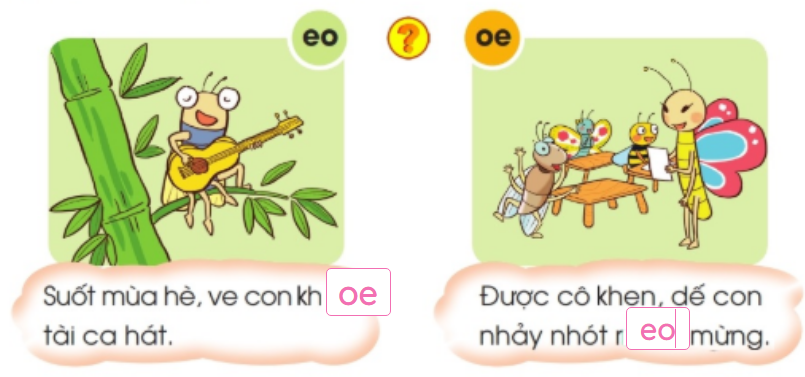 eo
?
oe
Suốt mùa hè, ve con kh oe
tài ca hát.
Được cô khen, dế con
nhảy nhót r eo mừng.